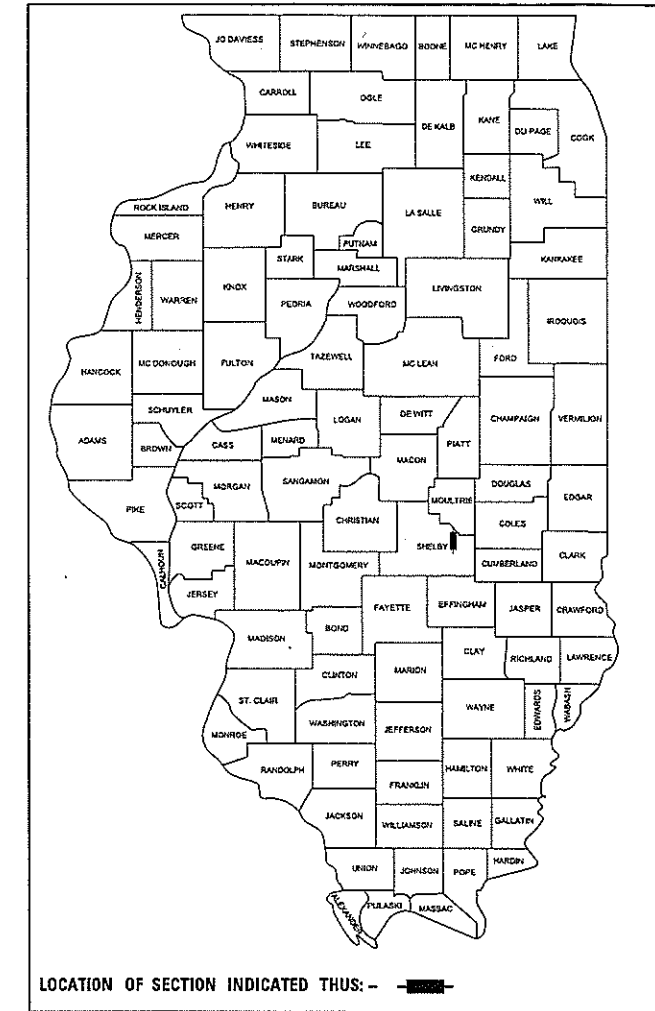 JO DAVIESS STEPHENSON WINNEBAGO BOONE MC HENRY LAKE
CARROLL OGLE DE KALB KANE DU PAGE COOK
WHITESIDE LEE
KENDALL WILL
ROCK ISLAND HENRY BUREAU LA SALLE GRUNDY
MERCER PUTNAM
STARK MARSHALL KANKAKEE
HENDERSON WARREN KNOX PEORIA WOODFORD LIVINGSTON IROQUOIS
HANCOCK MC DONOUGH FULTON TAZEWELL MC LEAN FORD
SCHUYLER MASON LOGAN DE WITT CHAMPAIGN VERMILION
ADAMS BROWN CASS MENARD MACON PIATT
PIKE SCOTT MORGAN SANGAMON MOULTRIE DOUGLAS EDGAR
CHRISTIAN COLES
CALHOUN GREENE MACOUPIN MONTGOMERY SHELBY CUMBERLAND CLARK
JERSEY FAYETTE EFFINGHAM JASPER CRAWFORD
MADISON BOND CLAY RICHLAND LAWRENCE
CLINTON MARION
ST. CLAIR WAYNE EDWARDS WABASH
MONROE WASHINGTON JEFFERSON
RANDOLPH PERRY FRANKLIN HAMILTON WHITE
JACKSON WILLIAMSON SALINE GALLATIN
UNION JOHNSON POPE HARDIN
ALEXANDER PULASKI MASSAC
LOCATION OF SECTION INDICATED THUS: -